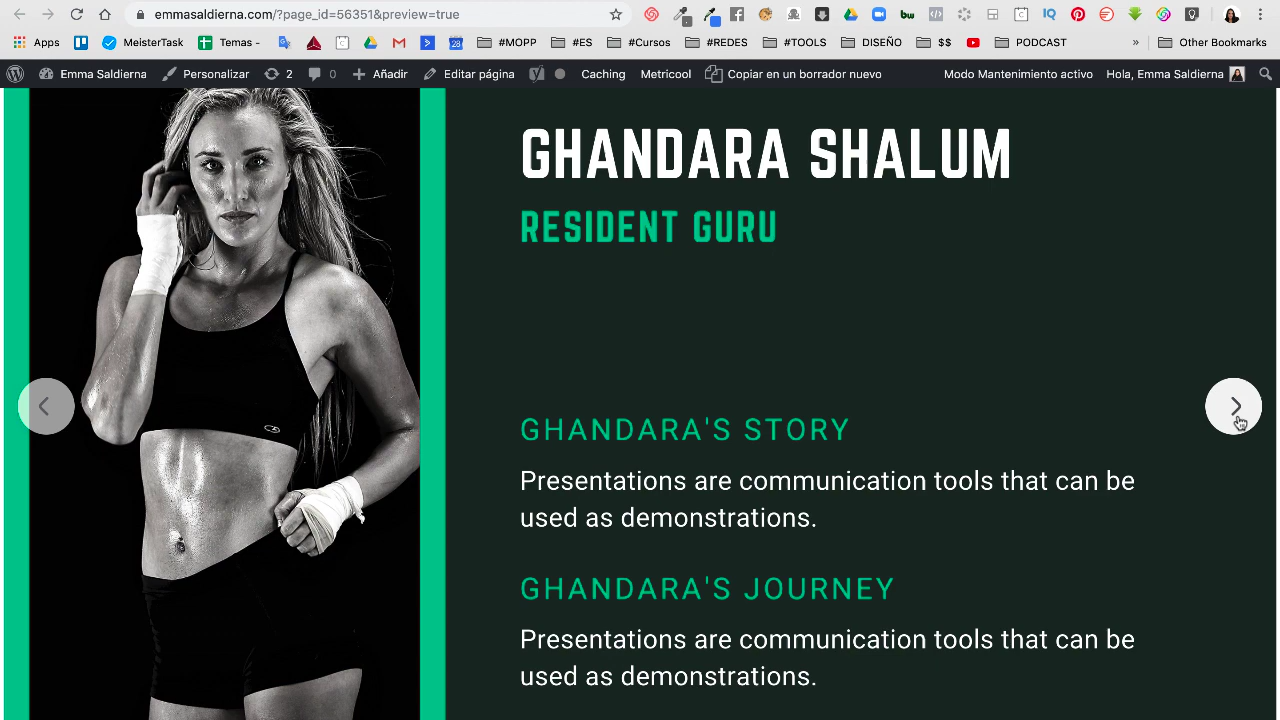 emmasaldierna.com/?page_id=56351&preview=true
Apps MeisterTask Temas - 28 #MOPP #ES #Cursos #REDES #TOOLS DISEÑO $$ PODCAST » Other Bookmarks
Emma Saldierna Personalizar 2 0 Añadir Editar página Caching Metricool Copiar en un borrador nuevo Modo Mantenimiento activo Hola, Emma Saldierna
GHANDARA SHALUM
RESIDENT GURU
GHANDARA'S STORY
Presentations are communication tools that can be
used as demonstrations.
GHANDARA'S JOURNEY
Presentations are communication tools that can be
used as demonstrations.